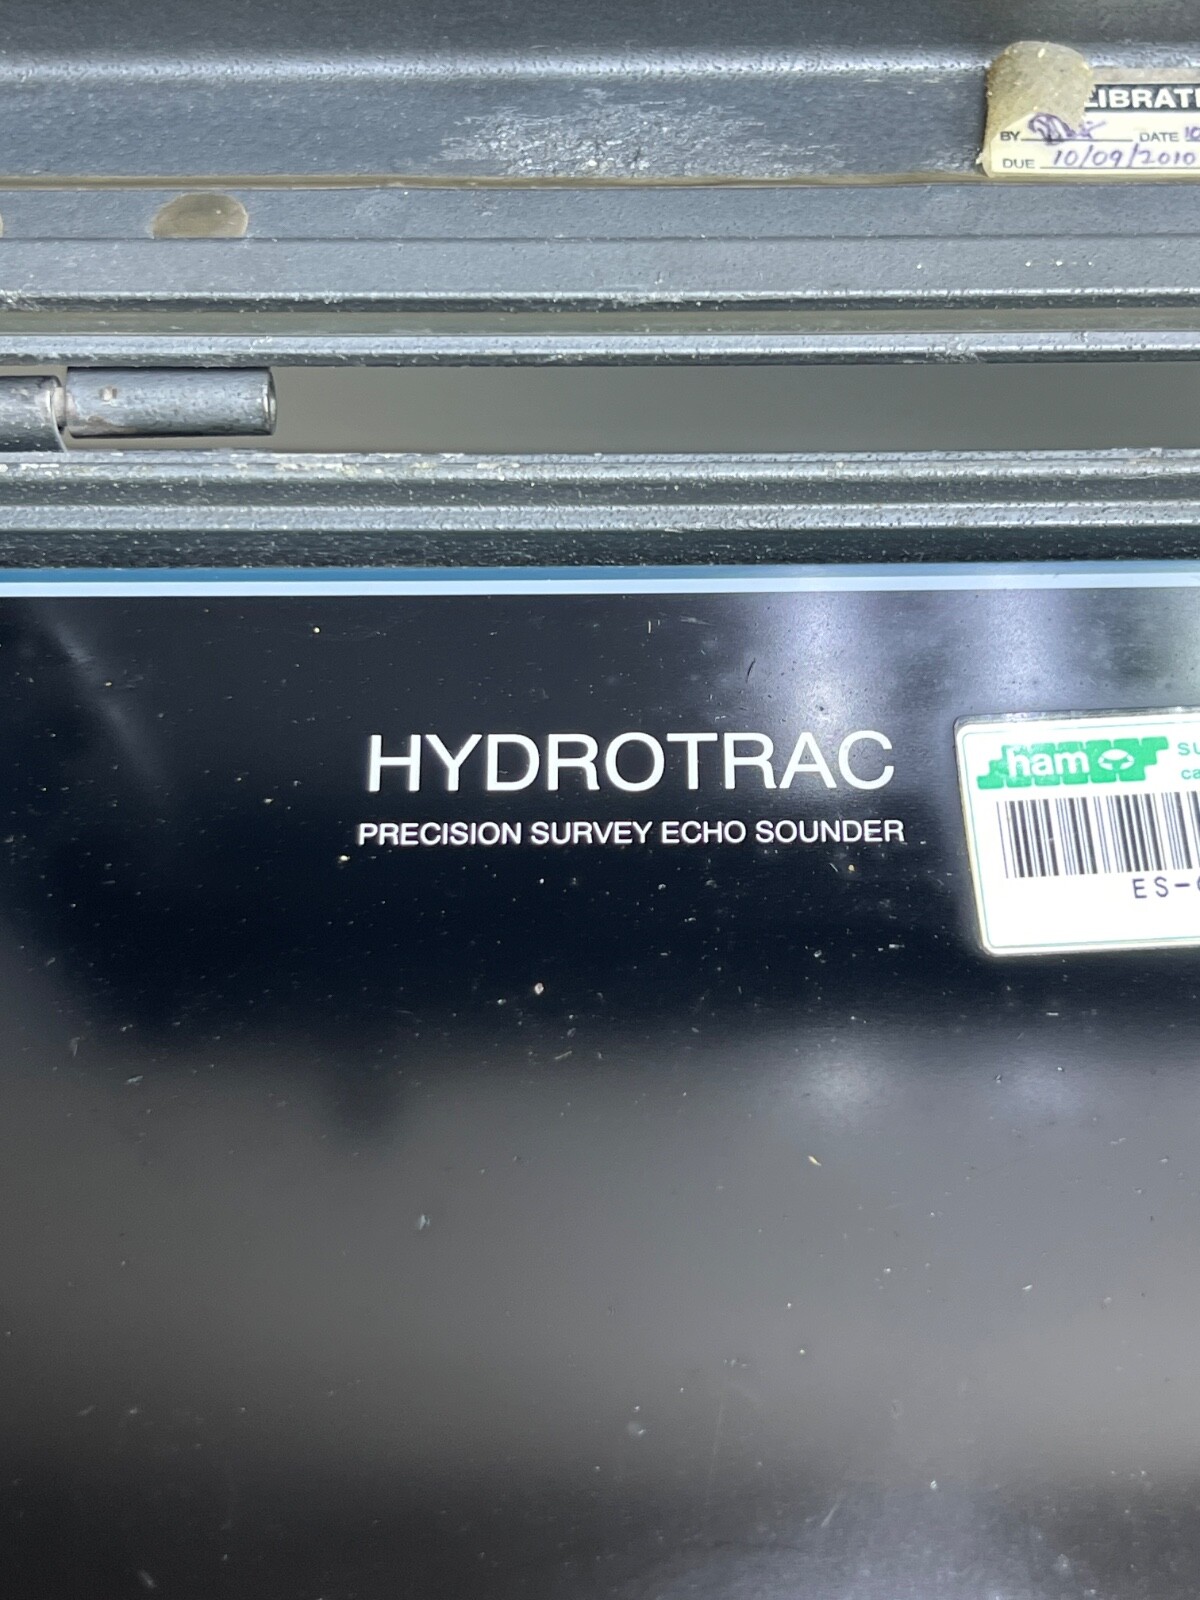 LIBRAT
BY DATE
DUE 10/09/2010
HYDROTRAC
PRECISION SURVEY ECHO SOUNDER
ham
ES-